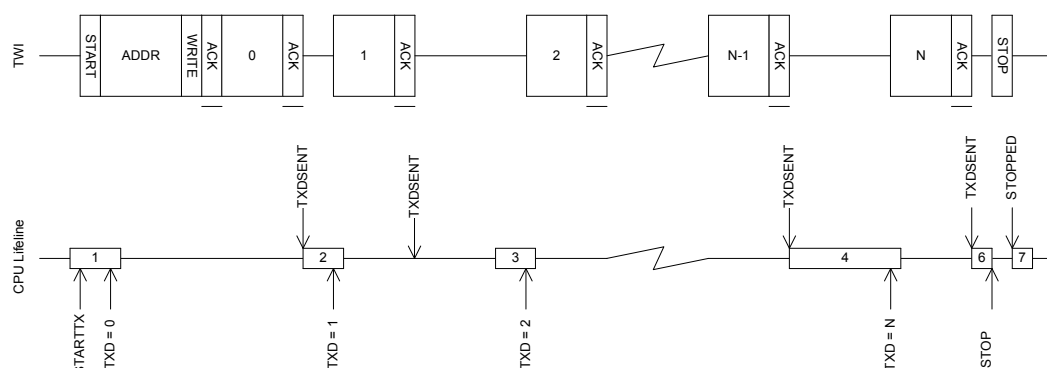 TWI
START
ADDR
WRITE
ACK
0
ACK
1
ACK
2
ACK
N-1
ACK
N
ACK
STOP
CPU Lifeline
TXDSENT
TXDSENT
TXDSENT
TXDSENT
STOPPED
1
2
3
4
6
7
STARTTX
TXD = 0
TXD = 1
TXD = 2
TXD = N
STOP